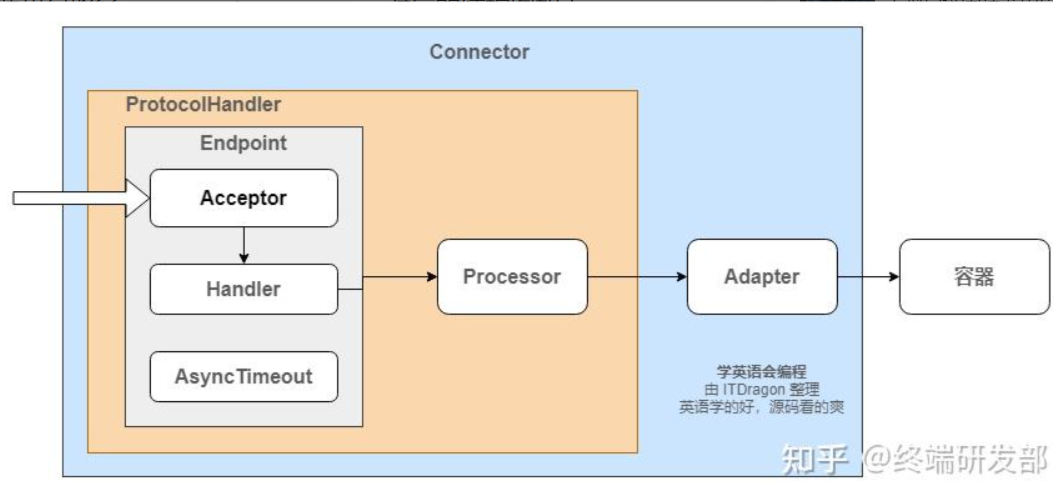 Connector
ProtocolHandler
Endpoint
Acceptor
Handler
AsyncTimeout
Processor
Adapter
容器
学英语会编程
由 ITDragon 整理
英语学的好，源码看的爽
知乎 @终端研发部